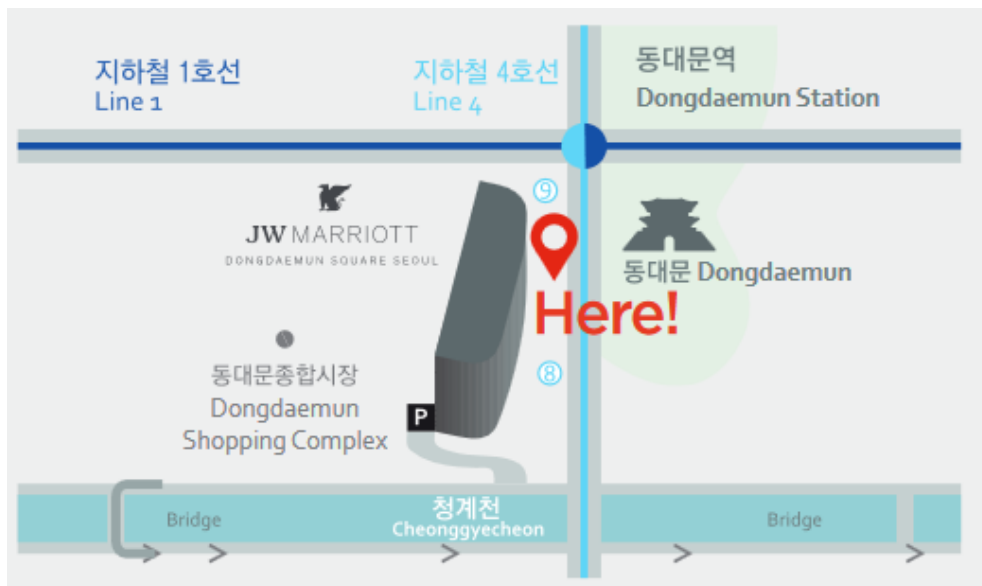 지하철 1호선
Line 1
지하철 4호선
Line 4
동대문역
Dongdaemun Station
JW MARRIOTT
DONGDAEMUN SQUARE SEOUL
⑨
동대문 Dongdaemun
Here!
⑧
동대문종합시장
Dongdaemun
Shopping Complex
P
Bridge
청계천
Cheonggyecheon
Bridge